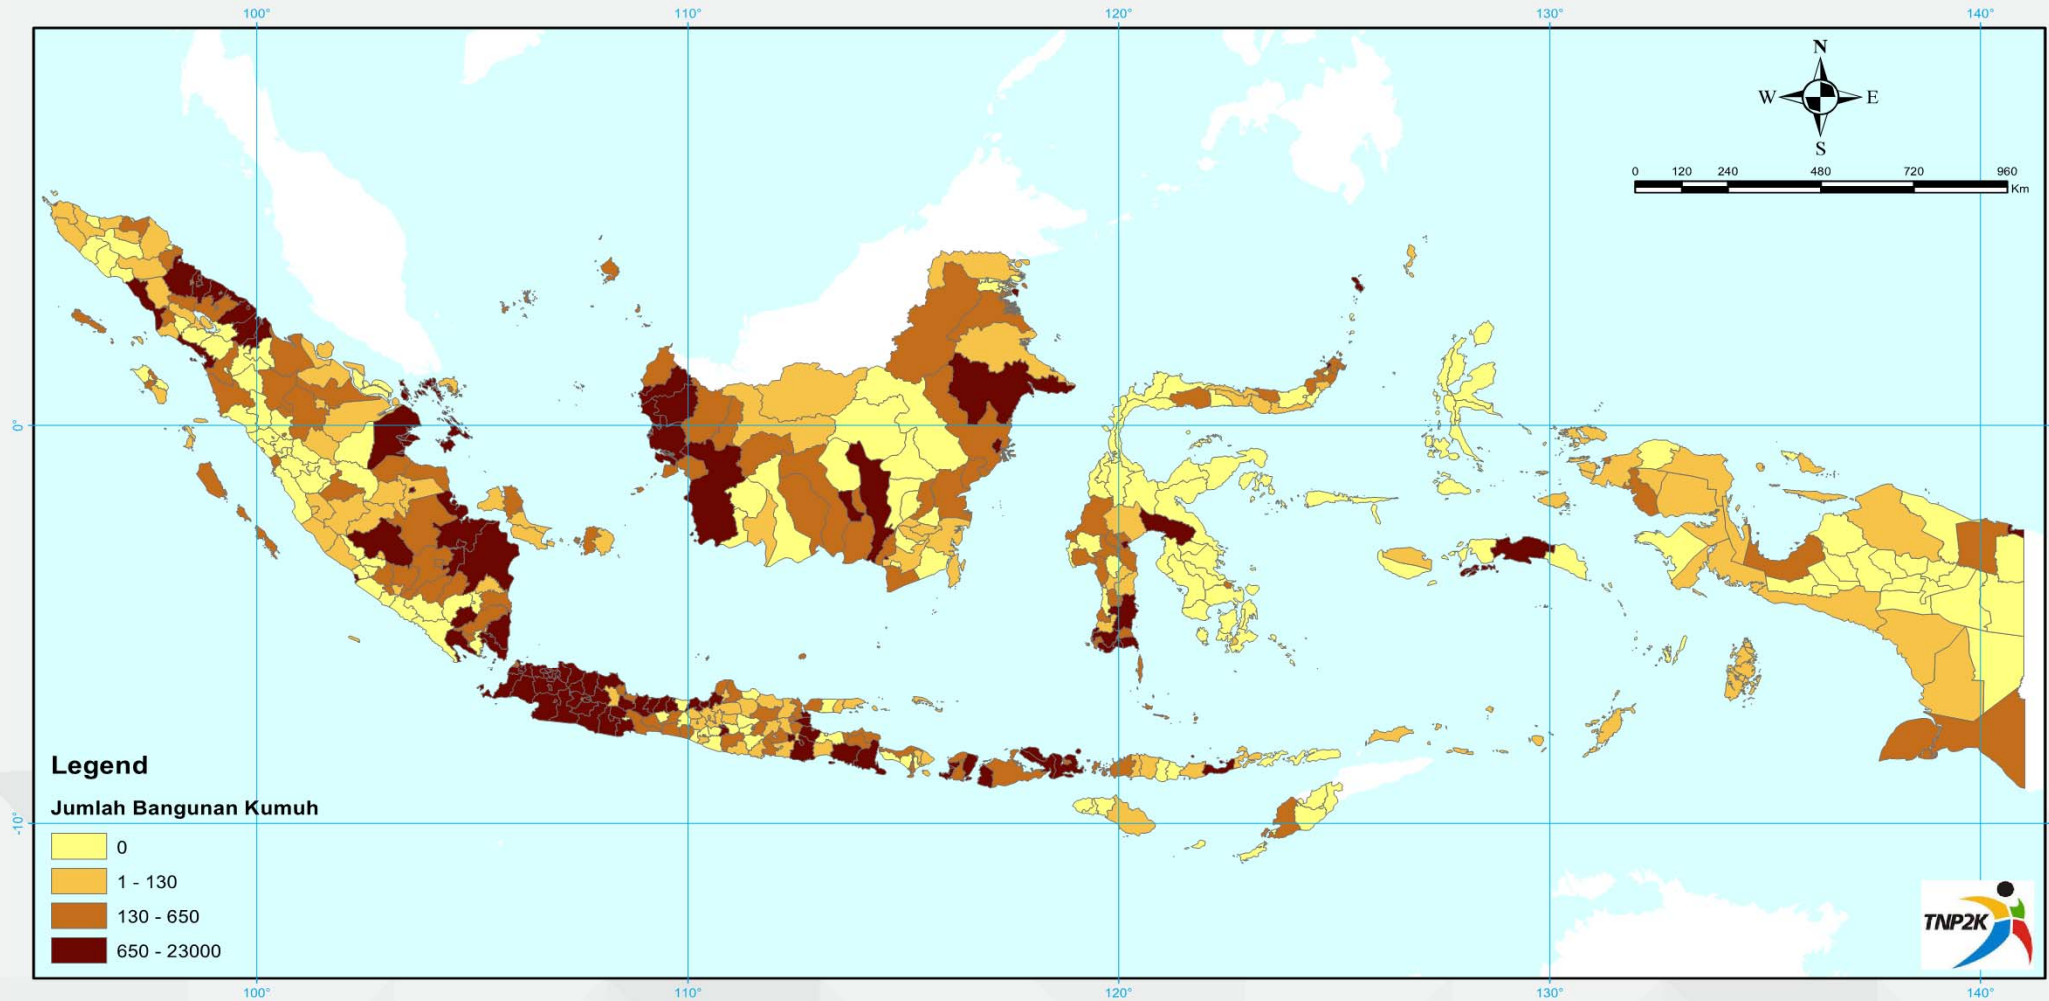 100° 110° 120° 130° 140°
N
W E
S
0 120 240 480 720 960
Km
0°
-10°
Legend
Jumlah Bangunan Kumuh
0
1 - 130
130 - 650
650 - 23000
TNP2K
100° 110° 120° 130° 140°